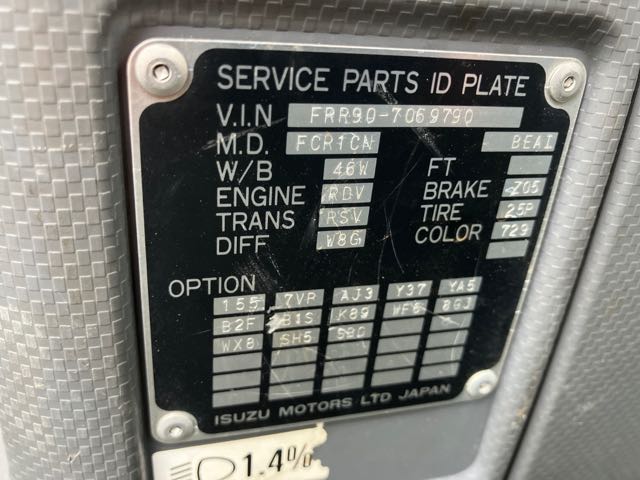 SERVICE PARTS ID PLATE
V.I.N FRR90-7069790
M.D. FCR1CN BEAI
W/B 46W FT
ENGINE RDV BRAKE Z05
TRANS RSV TIRE 25P
DIFF W8G COLOR 729
OPTION
155 7VP AJ3 Y37 YA5
B2F B1S K89 WF6 8GJ
WX8 SH5 5BC
ISUZU MOTORS LTD JAPAN
1.4%